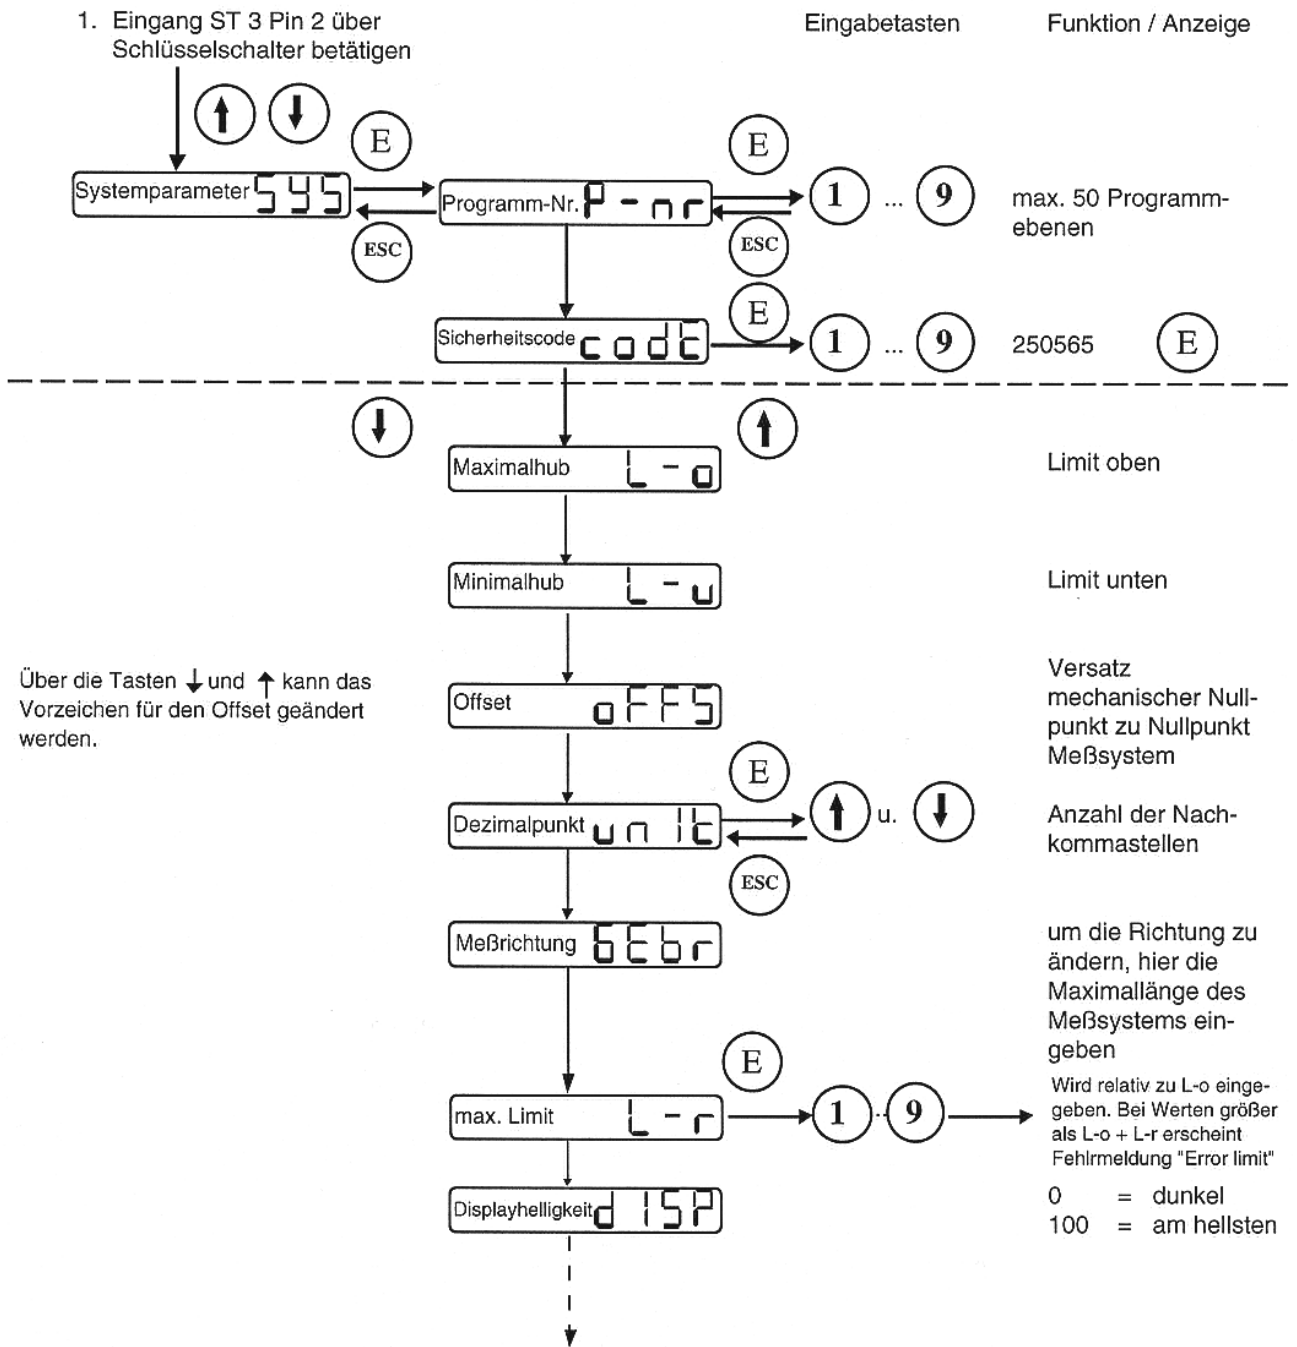 1. Eingang ST 3 Pin 2 über
Schlüsselschalter betätigen
Eingabetasten
Funktion / Anzeige
E
E
Systemparameter SYS
Programm-Nr. P-nr
1 ... 9
max. 50 Programm-
ebenen
ESC
ESC
E
Sicherheitscode codE
1 ... 9
250565
E
Maximalhub L-o
Limit oben
Minimalhub L-u
Limit unten
Über die Tasten ↓ und ↑ kann das
Vorzeichen für den Offset geändert
werden.
Offset oFFS
Versatz
mechanischer Null-
punkt zu Nullpunkt
Meßsystem
E
Dezimalpunkt unIt
u.
Anzahl der Nach-
kommastellen
ESC
Meßrichtung GEbr
um die Richtung zu
ändern, hier die
Maximallänge des
Meßsystems ein-
geben
E
max. Limit L-r
1 .. 9
Wird relativ zu L-o einge-
geben. Bei Werten größer
als L-o + L-r erscheint
Fehlrmeldung "Error limit"
Displayhelligkeit dISP
0 = dunkel
100 = am hellsten